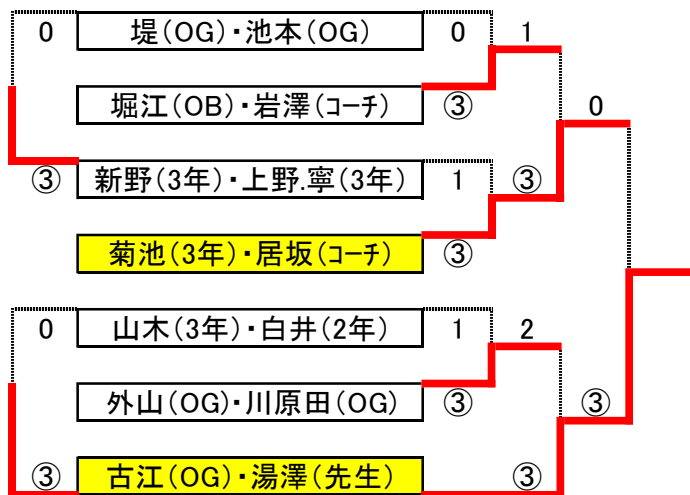 0 堤(OG)・池本(OG) 0 1
堀江(OB)・岩澤(コーチ) ③ 0
③ 新野(3年)・上野.寧(3年) 1 ③
菊池(3年)・居坂(コーチ) ③
0 山木(3年)・白井(2年) 1 2
外山(OG)・川原田(OG) ③ ③
③ 古江(OG)・湯澤(先生) ③